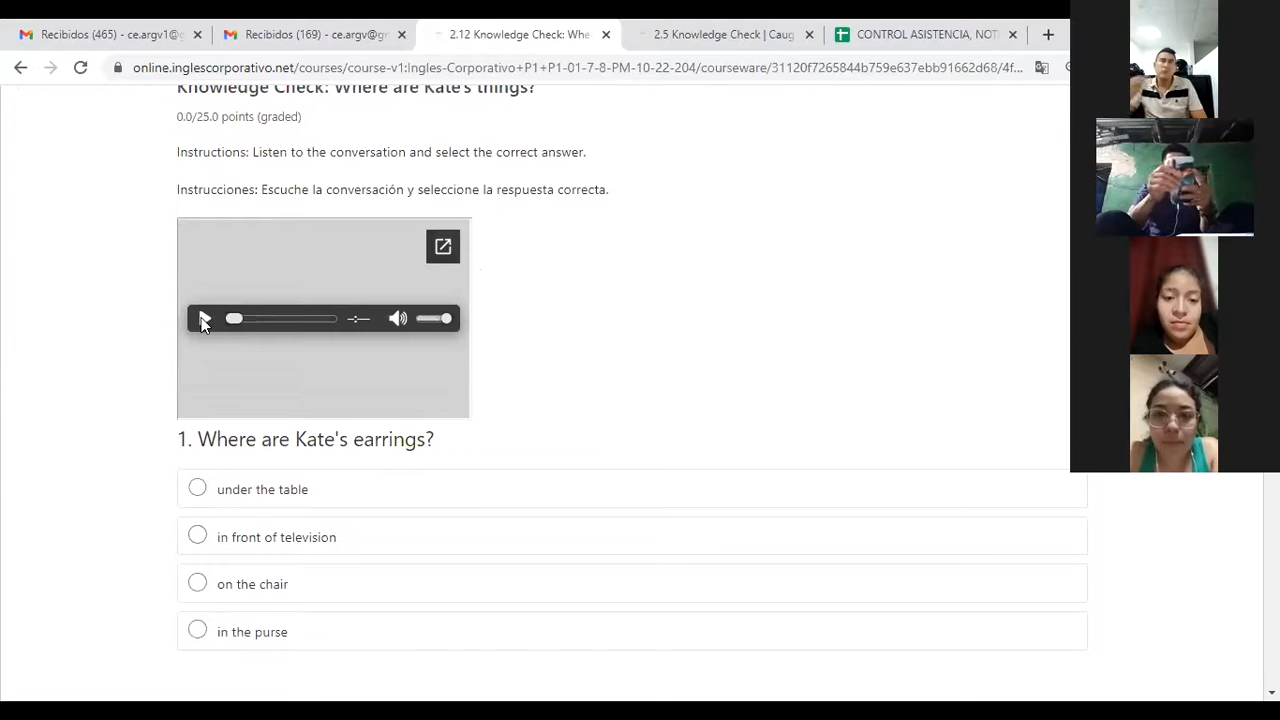 Recibidos (465) - ce.argv1@g
Recibidos (169) - ce.argv@gr
2.12 Knowledge Check: Whe
2.5 Knowledge Check | Caug
CONTROL ASISTENCIA, NOT
online.inglescorporativo.net/courses/course-v1:Ingles-Corporativo+P1+P1-01-7-8-PM-10-22-204/courseware/31120f7265844b759e637ebb91662d68/4f...
Knowledge Check: Where are Kate's things?
0.0/25.0 points (graded)
Instructions: Listen to the conversation and select the correct answer.
Instrucciones: Escuche la conversación y seleccione la respuesta correcta.
-:--
1. Where are Kate's earrings?
under the table
in front of television
on the chair
in the purse